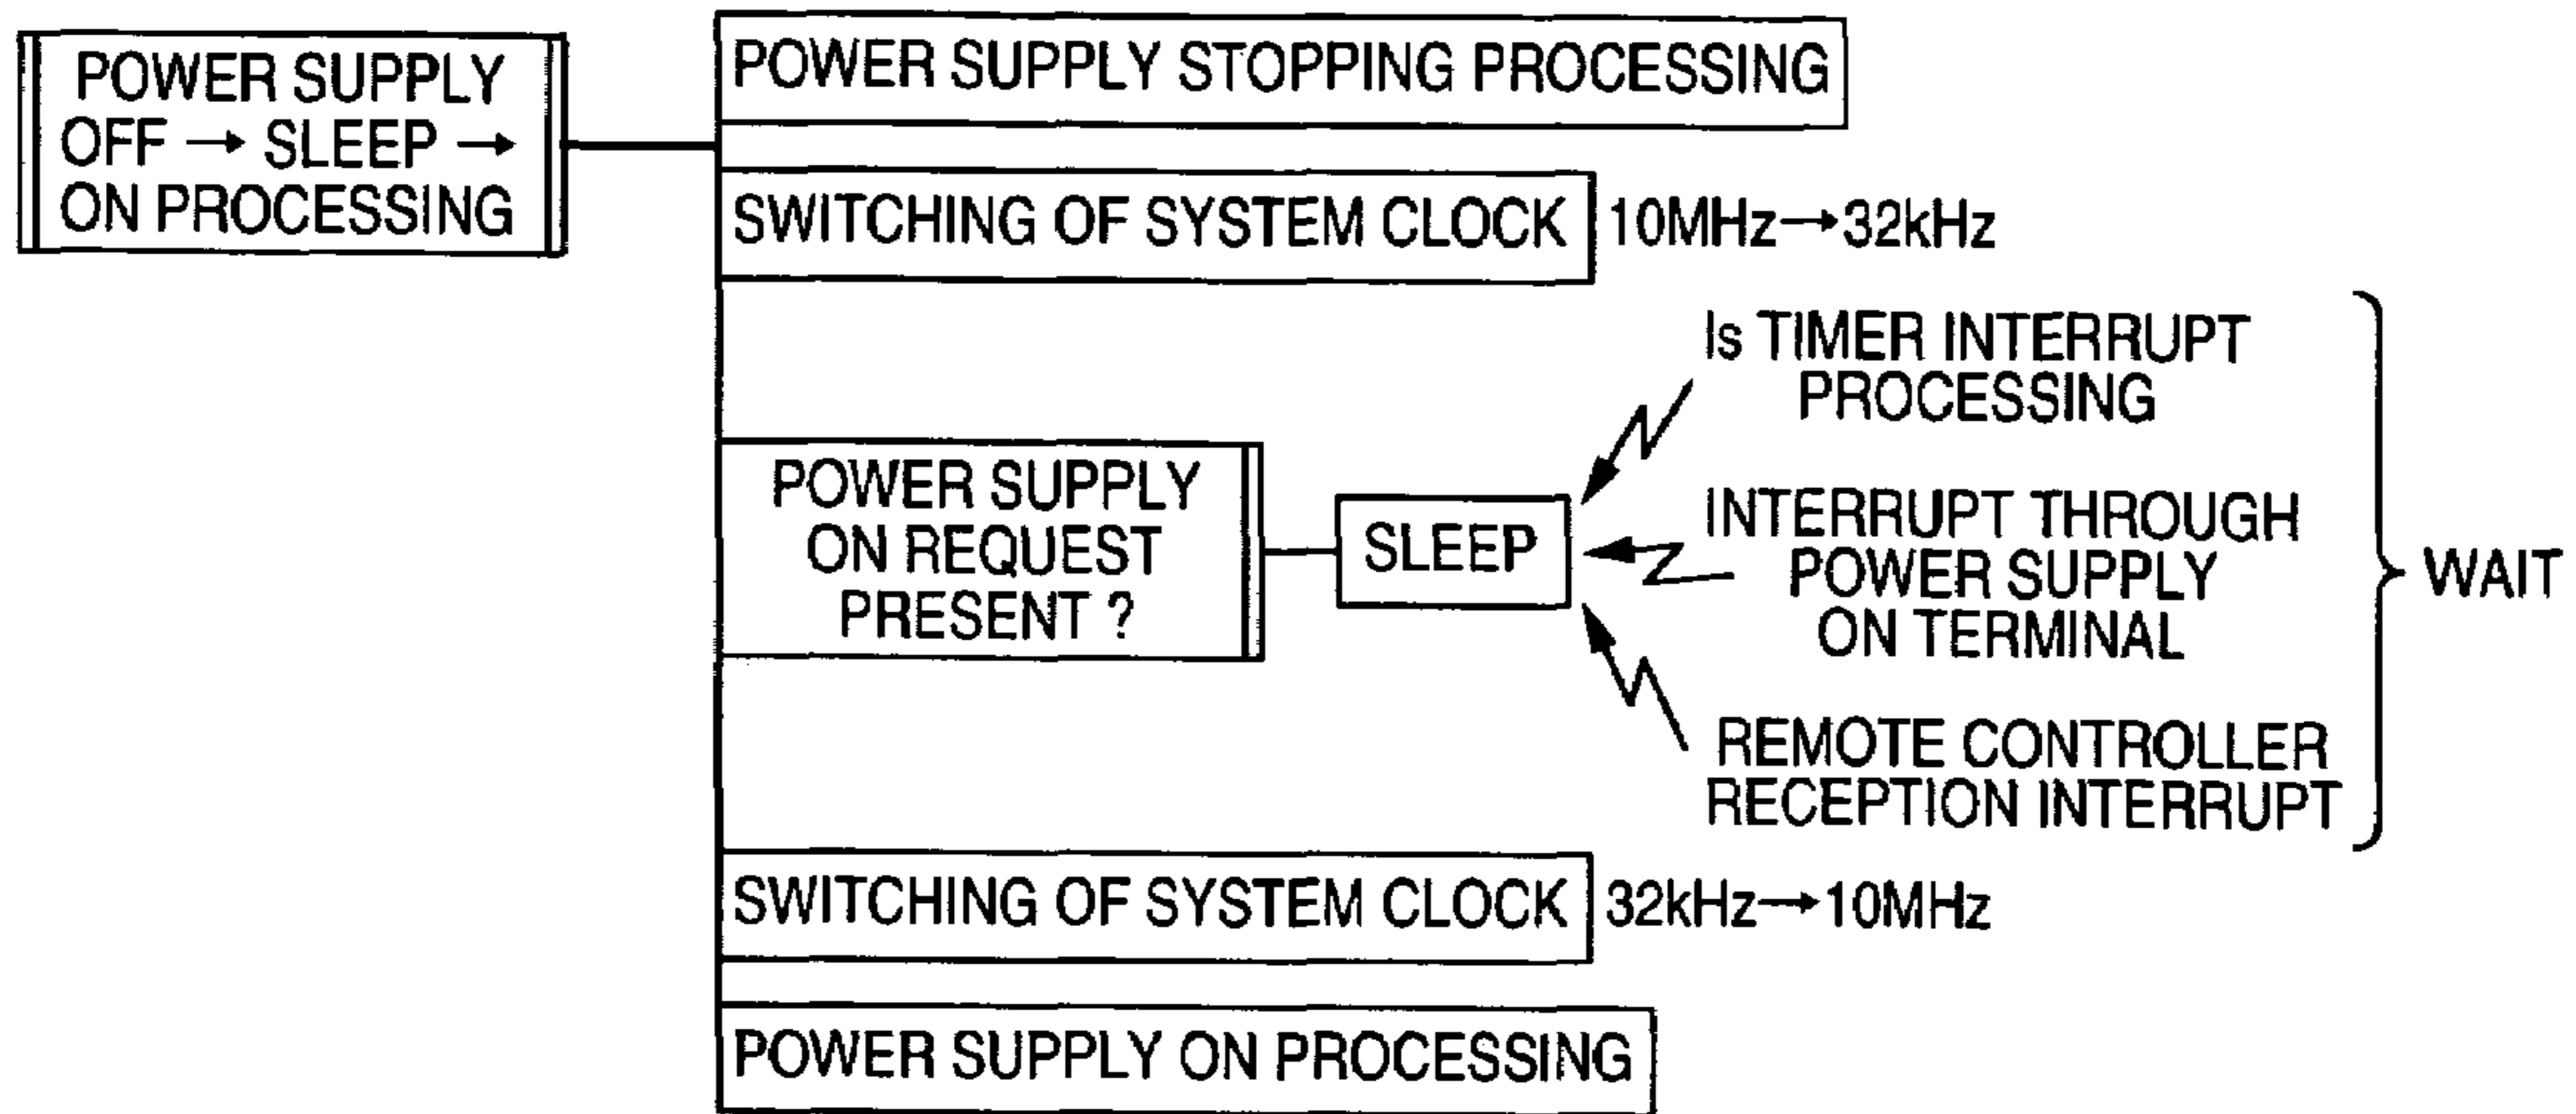 POWER SUPPLY
OFF → SLEEP →
ON PROCESSING
POWER SUPPLY STOPPING PROCESSING
SWITCHING OF SYSTEM CLOCK
10MHz→32kHz
POWER SUPPLY
ON REQUEST
PRESENT ?
SLEEP
Is TIMER INTERRUPT
PROCESSING
INTERRUPT THROUGH
POWER SUPPLY
ON TERMINAL
REMOTE CONTROLLER
RECEPTION INTERRUPT
WAIT
SWITCHING OF SYSTEM CLOCK
32kHz→10MHz
POWER SUPPLY ON PROCESSING